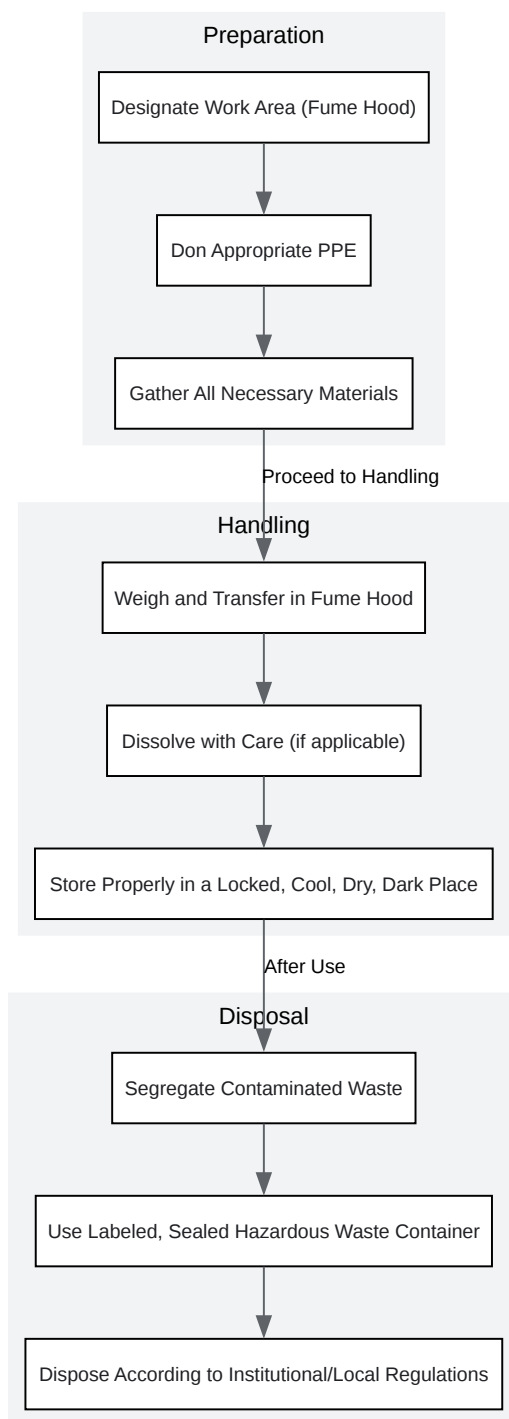 Preparation
Designate Work Area (Fume Hood)
Don Appropriate PPE
Gather All Necessary Materials
Proceed to Handling
Handling
Weigh and Transfer in Fume Hood
Dissolve with Care (if applicable)
Store Properly in a Locked, Cool, Dry, Dark Place
After Use
Disposal
Segregate Contaminated Waste
Use Labeled, Sealed Hazardous Waste Container
Dispose According to Institutional/Local Regulations